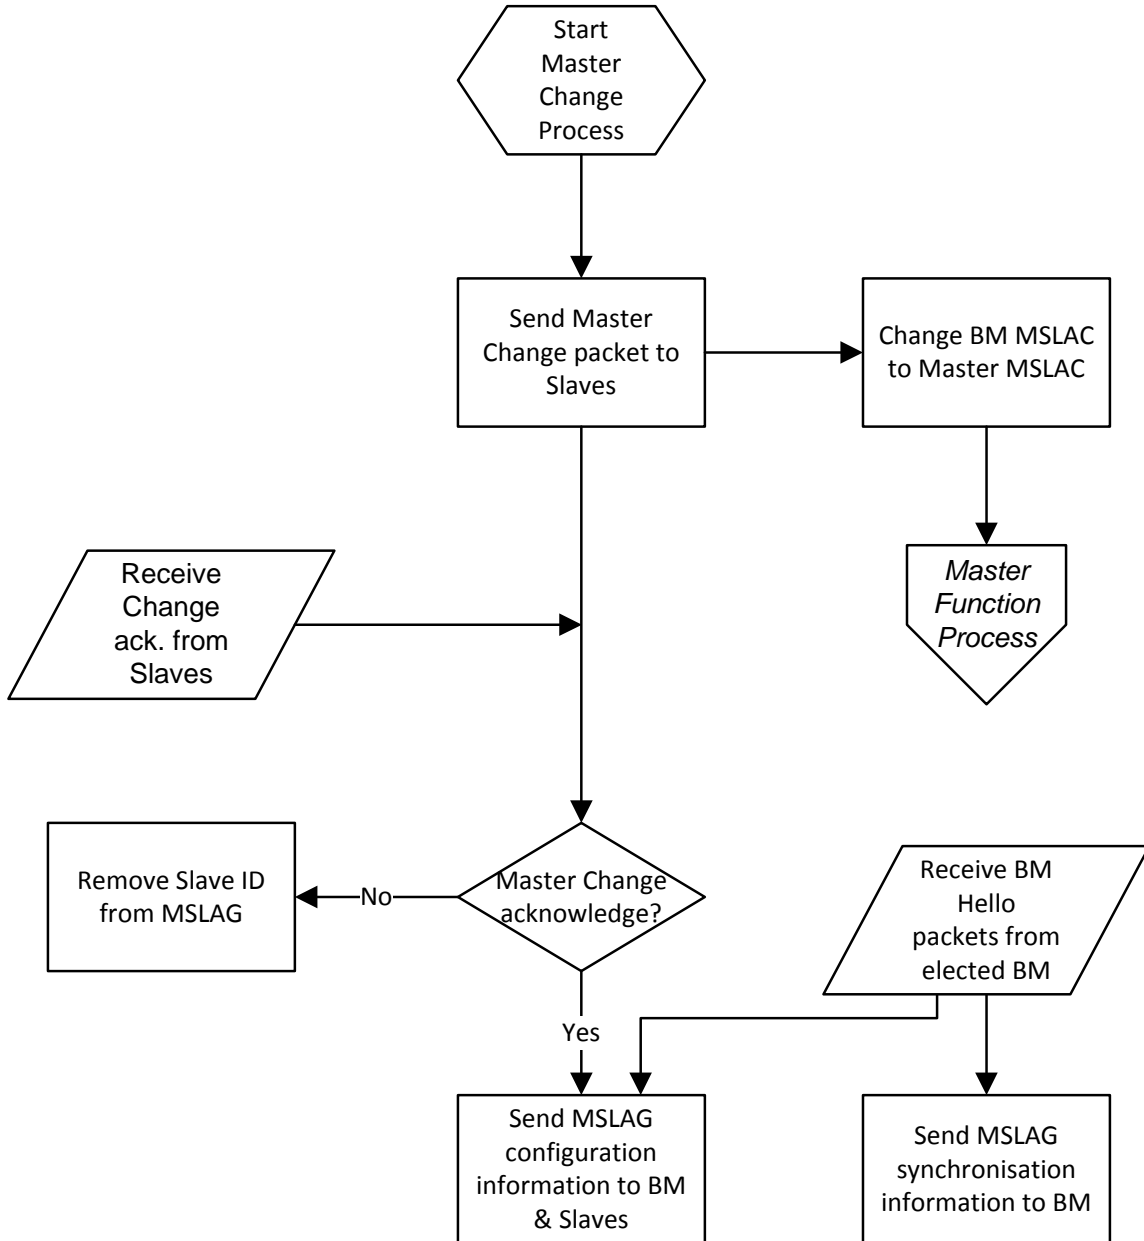 Start
Master
Change
Process
Send Master
Change packet to
Slaves
Change BM MSLAC
to Master MSLAC
Master
Function
Process
Receive
Change
ack. from
Slaves
Remove Slave ID
from MSLAG
No
Master Change
acknowledge?
Receive BM
Hello
packets from
elected BM
Yes
Send MSLAG
configuration
information to BM
& Slaves
Send MSLAG
synchronisation
information to BM